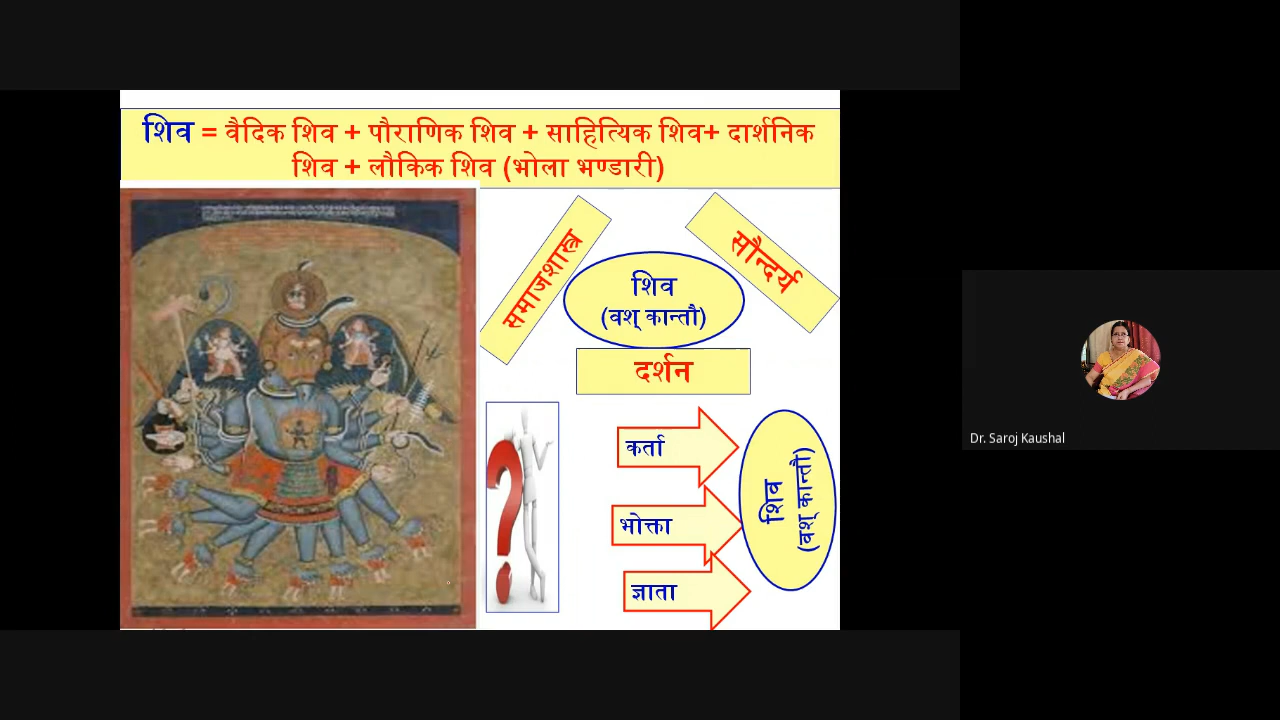 शिव = वैदिक शिव + पौराणिक शिव + साहित्यिक शिव+ दार्शनिक
शिव + लौकिक शिव (भोला भण्डारी)
समाजशास्त्र
सौन्दर्य
शिव
(वश् कान्तौ)
दर्शन
कर्ता
भोक्ता
ज्ञाता
शिव
(वश् कान्तौ)
Dr. Saroj Kaushal